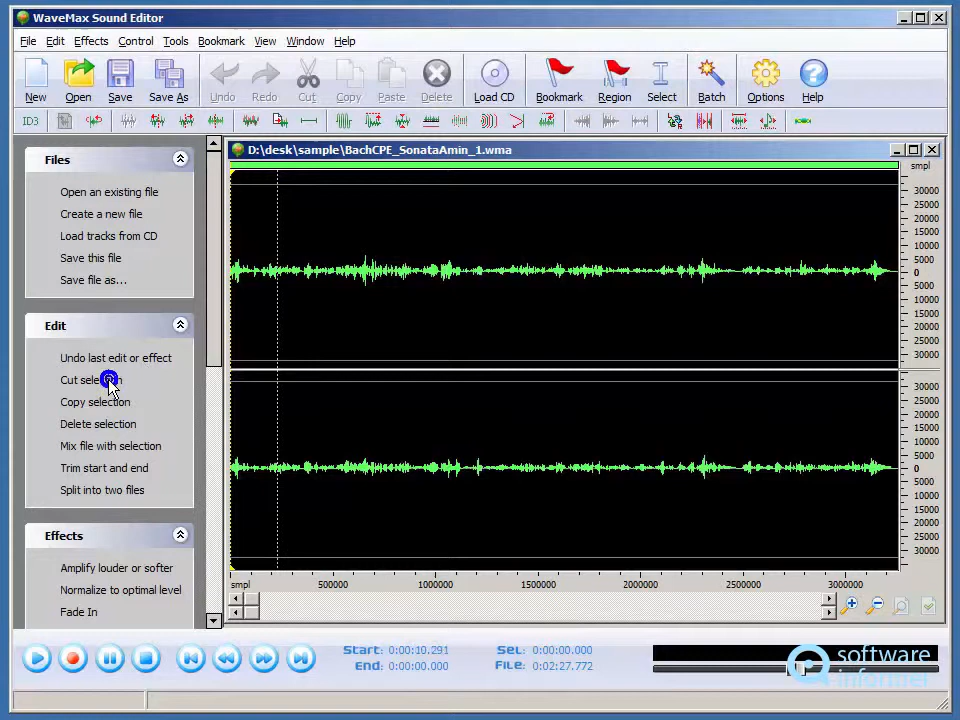 WaveMax Sound Editor
File Edit Effects Control Tools Bookmark View Window Help
New Open Save Save As Undo Redo Cut Copy Paste Delete Load CD Bookmark Region Select Batch Options Help
ID3
Files
Open an existing file
Create a new file
Load tracks from CD
Save this file
Save file as...
Edit
Undo last edit or effect
Cut selection
Copy selection
Delete selection
Mix file with selection
Trim start and end
Split into two files
Effects
Amplify louder or softer
Normalize to optimal level
Fade In
D:\desk\sample\BachCPE_SonataAmin_1.wma
smpl
30000
25000
20000
15000
10000
5000
0
5000
10000
15000
20000
25000
30000
30000
25000
20000
15000
10000
5000
0
5000
10000
15000
20000
25000
30000
smpl 500000 1000000 1500000 2000000 2500000 3000000
Start: 0:00:10.291 Sel: 0:00:00.000
End: 0:00:00.000 FILE: 0:02:27.772
software
informer